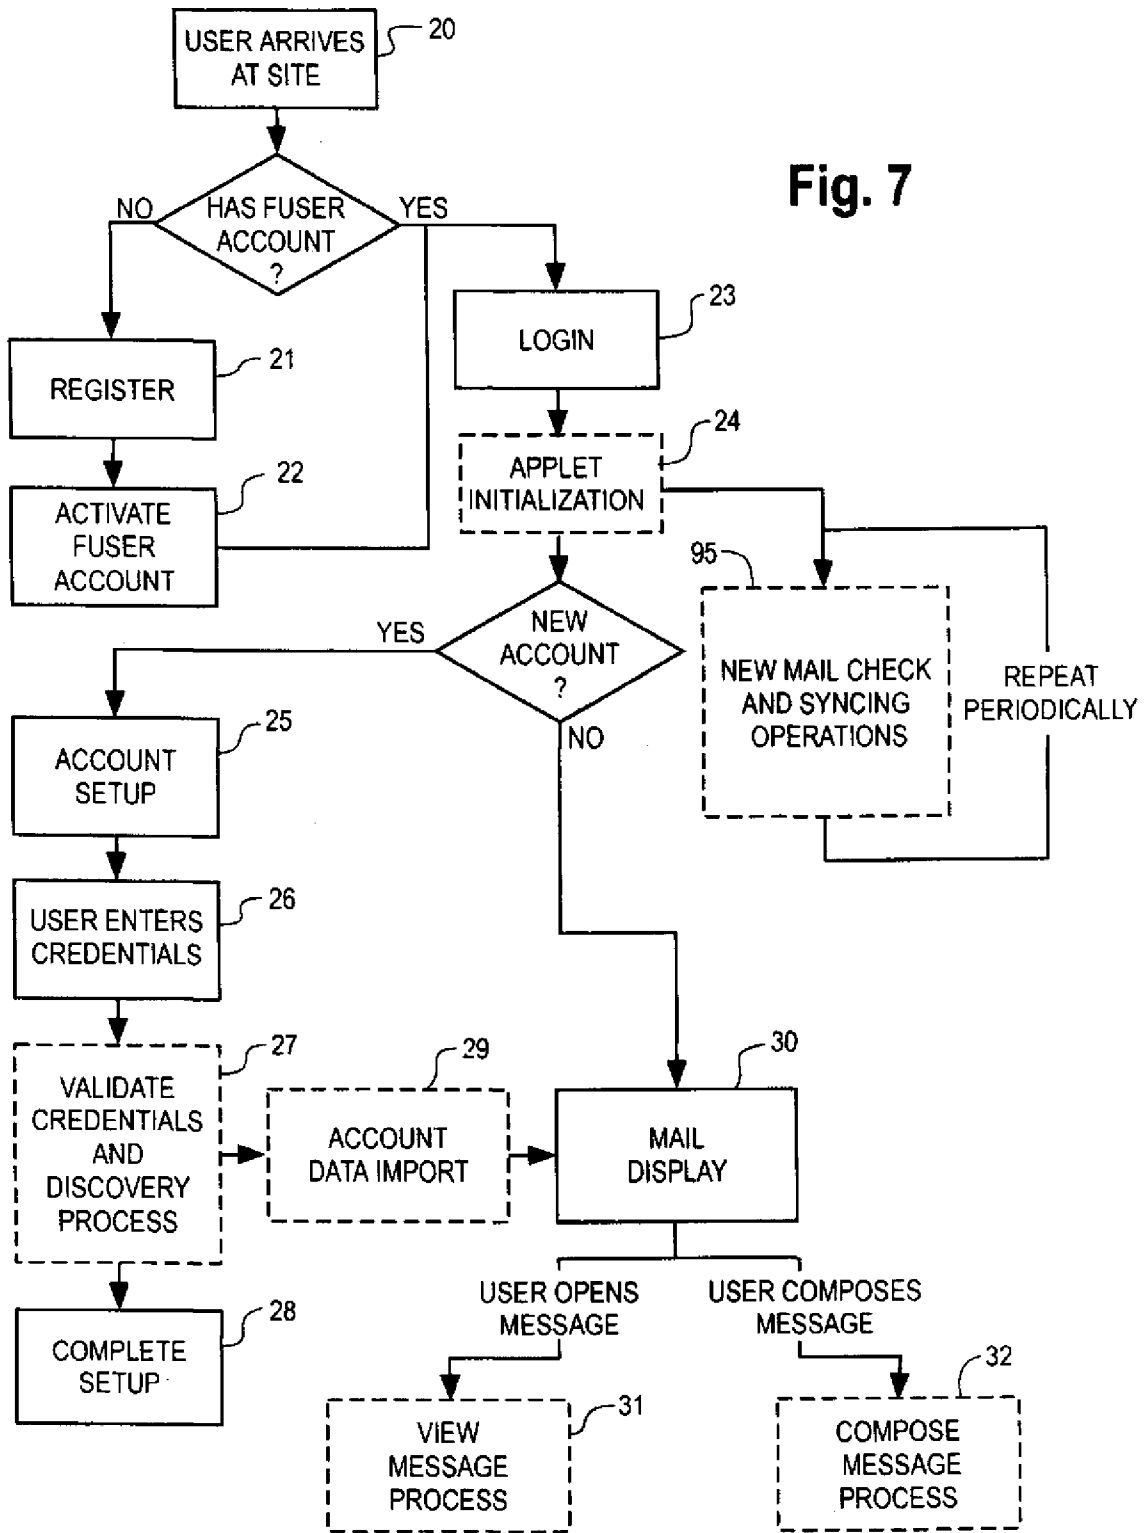 20
USER ARRIVES
AT SITE
Fig. 7
NO
HAS FUSER
ACCOUNT
?
YES
23
LOGIN
21
REGISTER
24
APPLET
INITIALIZATION
22
ACTIVATE
FUSER
ACCOUNT
95
NEW MAIL CHECK
AND SYNCING
OPERATIONS
REPEAT
PERIODICALLY
YES
NEW
ACCOUNT
?
NO
25
ACCOUNT
SETUP
26
USER ENTERS
CREDENTIALS
27
VALIDATE
CREDENTIALS
AND
DISCOVERY
PROCESS
29
ACCOUNT
DATA IMPORT
30
MAIL
DISPLAY
28
COMPLETE
SETUP
USER OPENS
MESSAGE
USER COMPOSES
MESSAGE
31
VIEW
MESSAGE
PROCESS
32
COMPOSE
MESSAGE
PROCESS